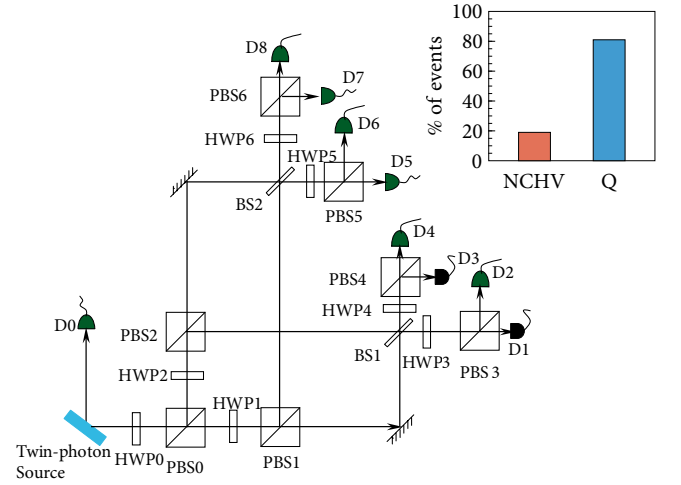 100
80
60
40
20
0
% of events
NCHV
Q
D8
PBS6
D7
HWP6
D6
HWP5
D5
BS2
PBS5
D4
PBS4
D3
D2
D0
PBS2
HWP4
BS1
HWP3
D1
PBS 3
HWP2
HWP1
Twin-photon
Source
HWP0
PBS0
PBS1